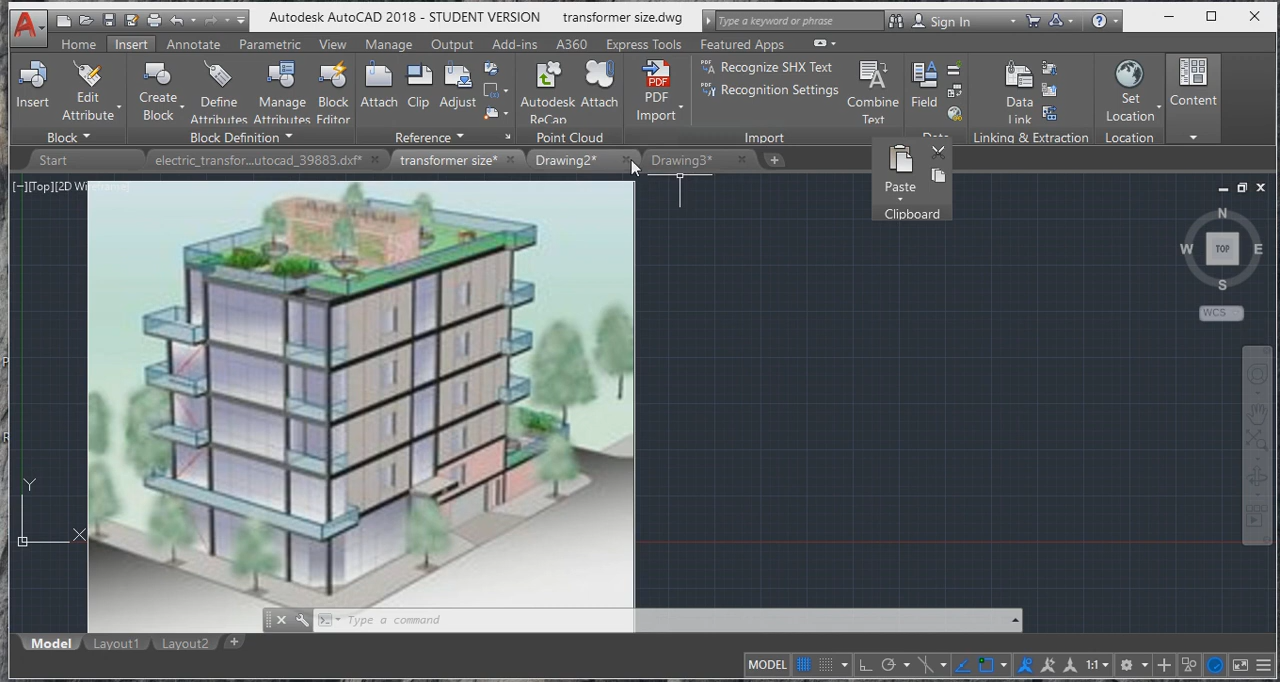 Autodesk AutoCAD 2018 - STUDENT VERSION transformer size.dwg Type a keyword or phrase Sign In
Home Insert Annotate Parametric View Manage Output Add-ins A360 Express Tools Featured Apps
Insert
Edit Attribute
Create Block
Define Attributes
Manage Attributes
Block Editor
Attach
Clip
Adjust
Autodesk ReCap
Attach
PDF
PDF Import
PDF Recognize SHX Text
PDF Recognition Settings
Combine Text
Field
Data Link
Set Location
Content
Block Block Definition Reference Point Cloud Import Data Linking & Extraction Location
Start electric_transfor...utocad_39883.dxf* transformer size* Drawing2* Drawing3*
Paste
Clipboard
[−][Top][2D Wireframe]
N
W TOP E
S
WCS
P
R
Y
X
Type a command
Model Layout1 Layout2
MODEL 1:1